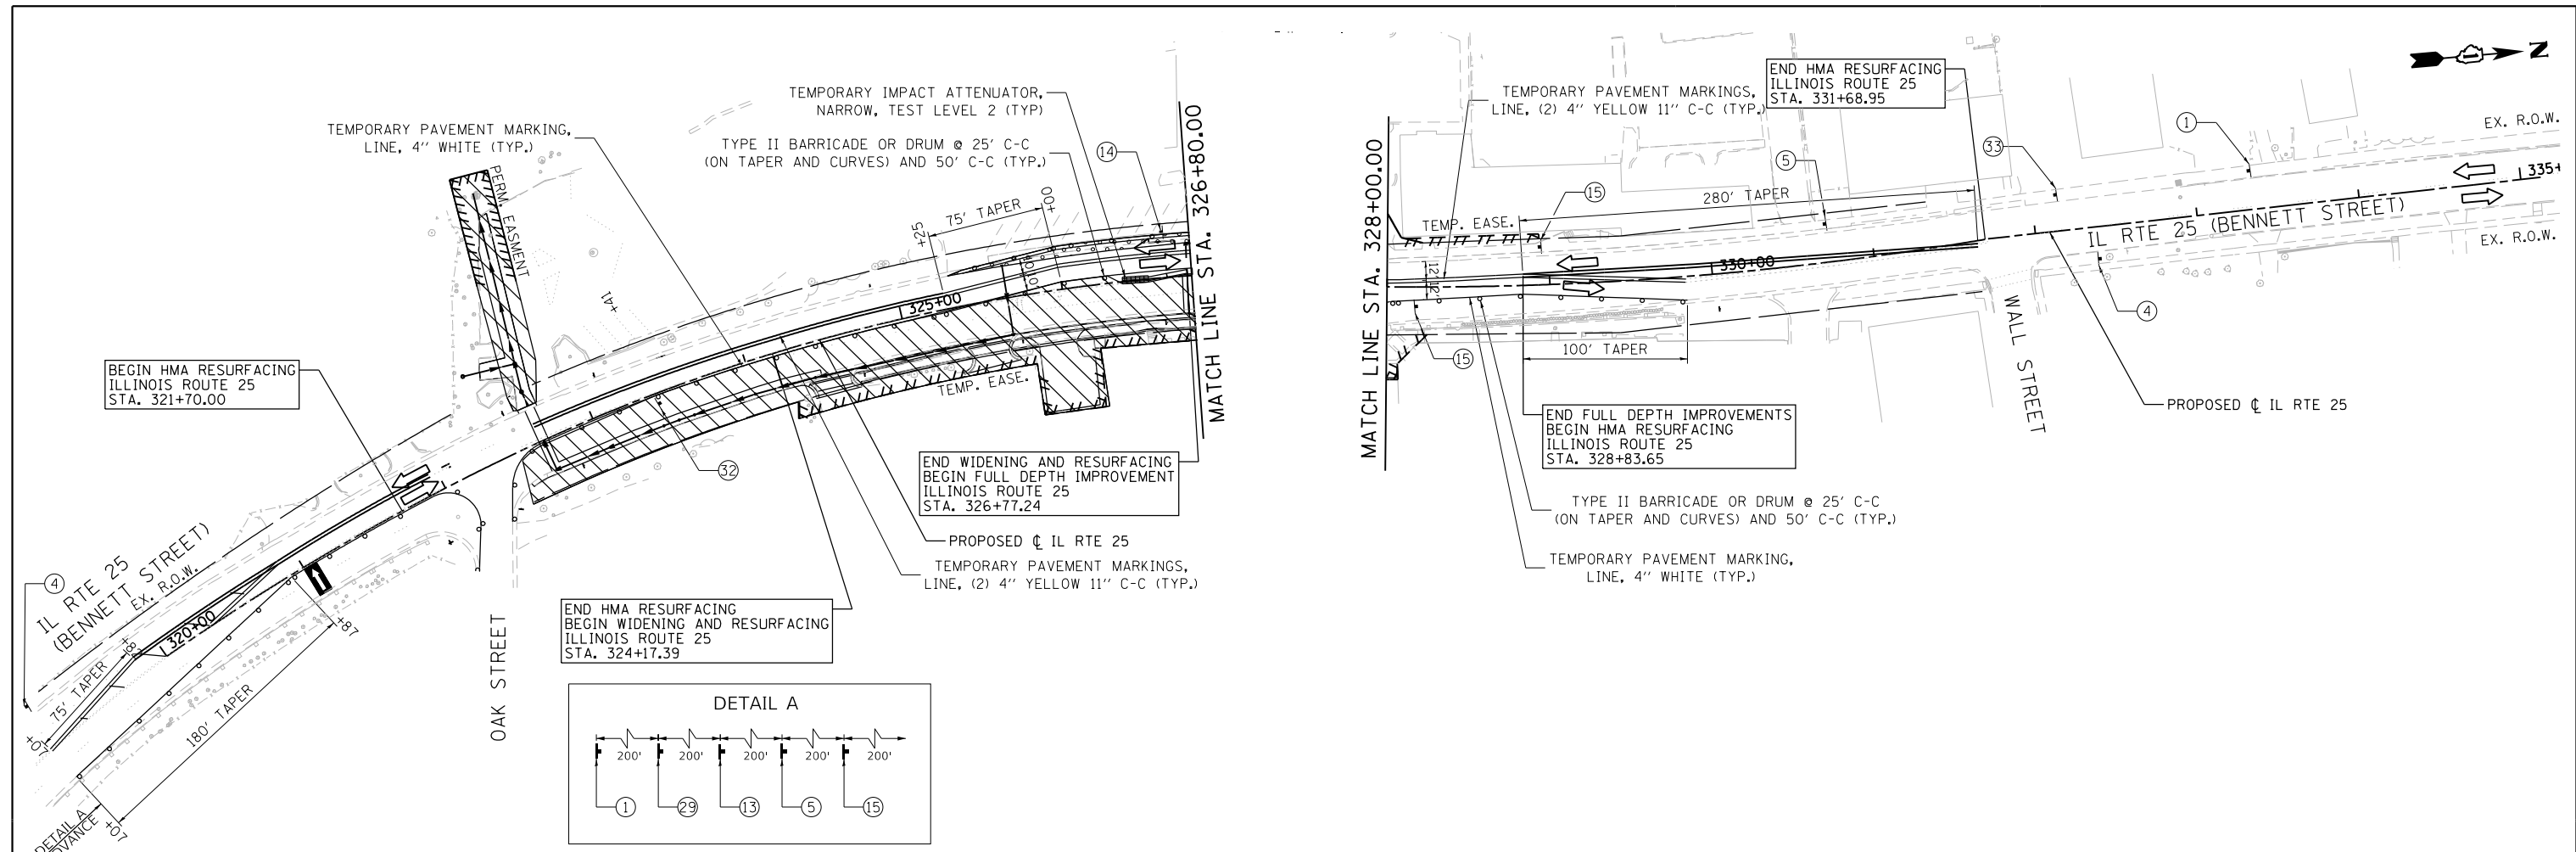 TEMPORARY IMPACT ATTENUATOR,
NARROW, TEST LEVEL 2 (TYP)
TEMPORARY PAVEMENT MARKING,
LINE, 4'' WHITE (TYP.)
TYPE II BARRICADE OR DRUM @ 25' C-C
(ON TAPER AND CURVES) AND 50' C-C (TYP.)
14
PERM. EASMENT
+41
+25
75' TAPER
+00
10'
10'
325+00
MATCH LINE STA. 326+80.00
BEGIN HMA RESURFACING
ILLINOIS ROUTE 25
STA. 321+70.00
TEMP. EASE.
32
END WIDENING AND RESURFACING
BEGIN FULL DEPTH IMPROVEMENT
ILLINOIS ROUTE 25
STA. 326+77.24
PROPOSED ℄ IL RTE 25
TEMPORARY PAVEMENT MARKINGS,
LINE, (2) 4'' YELLOW 11'' C-C (TYP.)
END HMA RESURFACING
BEGIN WIDENING AND RESURFACING
ILLINOIS ROUTE 25
STA. 324+17.39
4
IL RTE 25
(BENNETT STREET)
EX. R.O.W.
320+00
75' TAPER
+07
+87
180' TAPER
+07
OAK STREET
DETAIL A
DETAIL A
200'
200'
200'
200'
200'
1
29
13
5
15
N
END HMA RESURFACING
ILLINOIS ROUTE 25
STA. 331+68.95
TEMPORARY PAVEMENT MARKINGS,
LINE, (2) 4'' YELLOW 11'' C-C (TYP.)
1
33
5
15
EX. R.O.W.
280' TAPER
TEMP. EASE.
335+
IL RTE 25 (BENNETT STREET)
EX. R.O.W.
MATCH LINE STA. 328+00.00
12'
12'
330+00
4
15
100' TAPER
WALL STREET
PROPOSED ℄ IL RTE 25
END FULL DEPTH IMPROVEMENTS
BEGIN HMA RESURFACING
ILLINOIS ROUTE 25
STA. 328+83.65
TYPE II BARRICADE OR DRUM @ 25' C-C
(ON TAPER AND CURVES) AND 50' C-C (TYP.)
TEMPORARY PAVEMENT MARKING,
LINE, 4'' WHITE (TYP.)